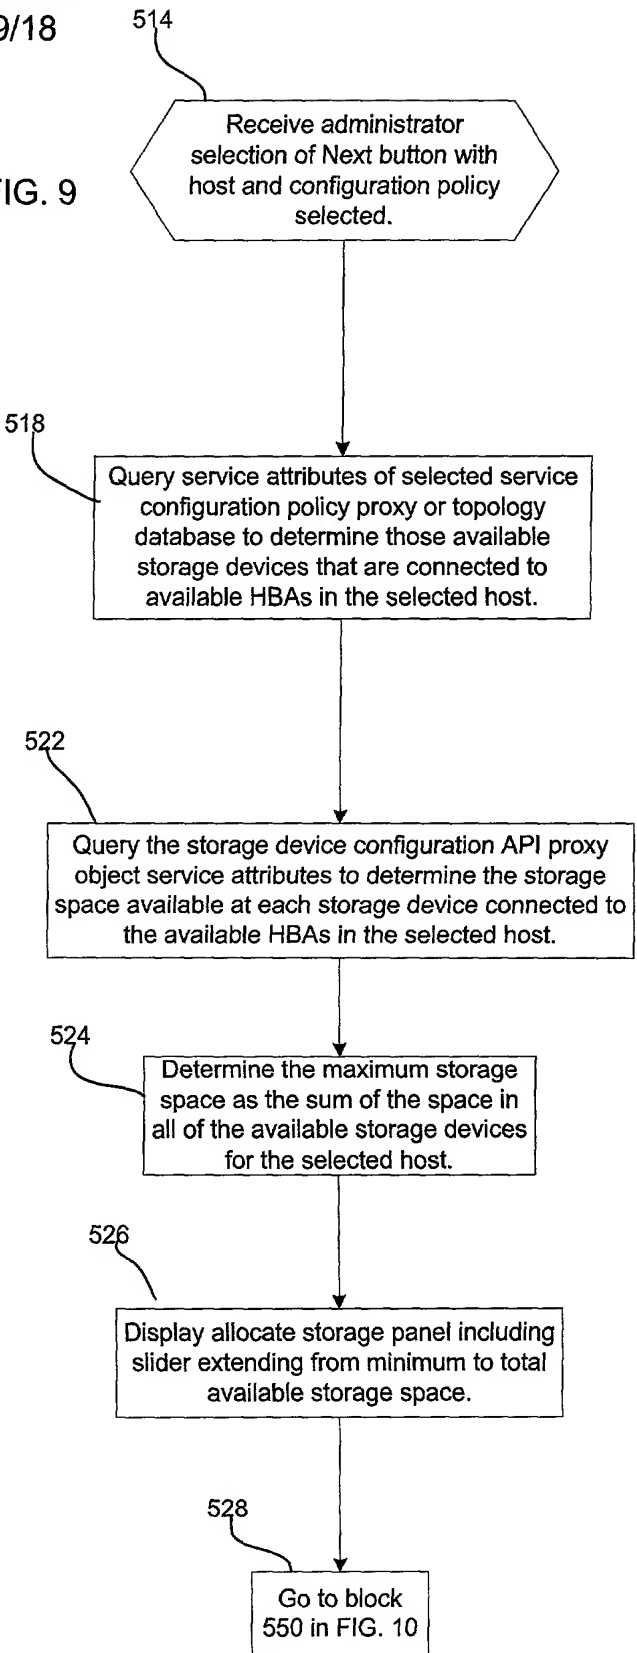 9/18
514
Receive administrator
selection of Next button with
host and configuration policy
selected.
FIG. 9
518
Query service attributes of selected service
configuration policy proxy or topology
database to determine those available
storage devices that are connected to
available HBAs in the selected host.
522
Query the storage device configuration API proxy
object service attributes to determine the storage
space available at each storage device connected to
the available HBAs in the selected host.
524
Determine the maximum storage
space as the sum of the space in
all of the available storage devices
for the selected host.
526
Display allocate storage panel including
slider extending from minimum to total
available storage space.
528
Go to block
550 in FIG. 10